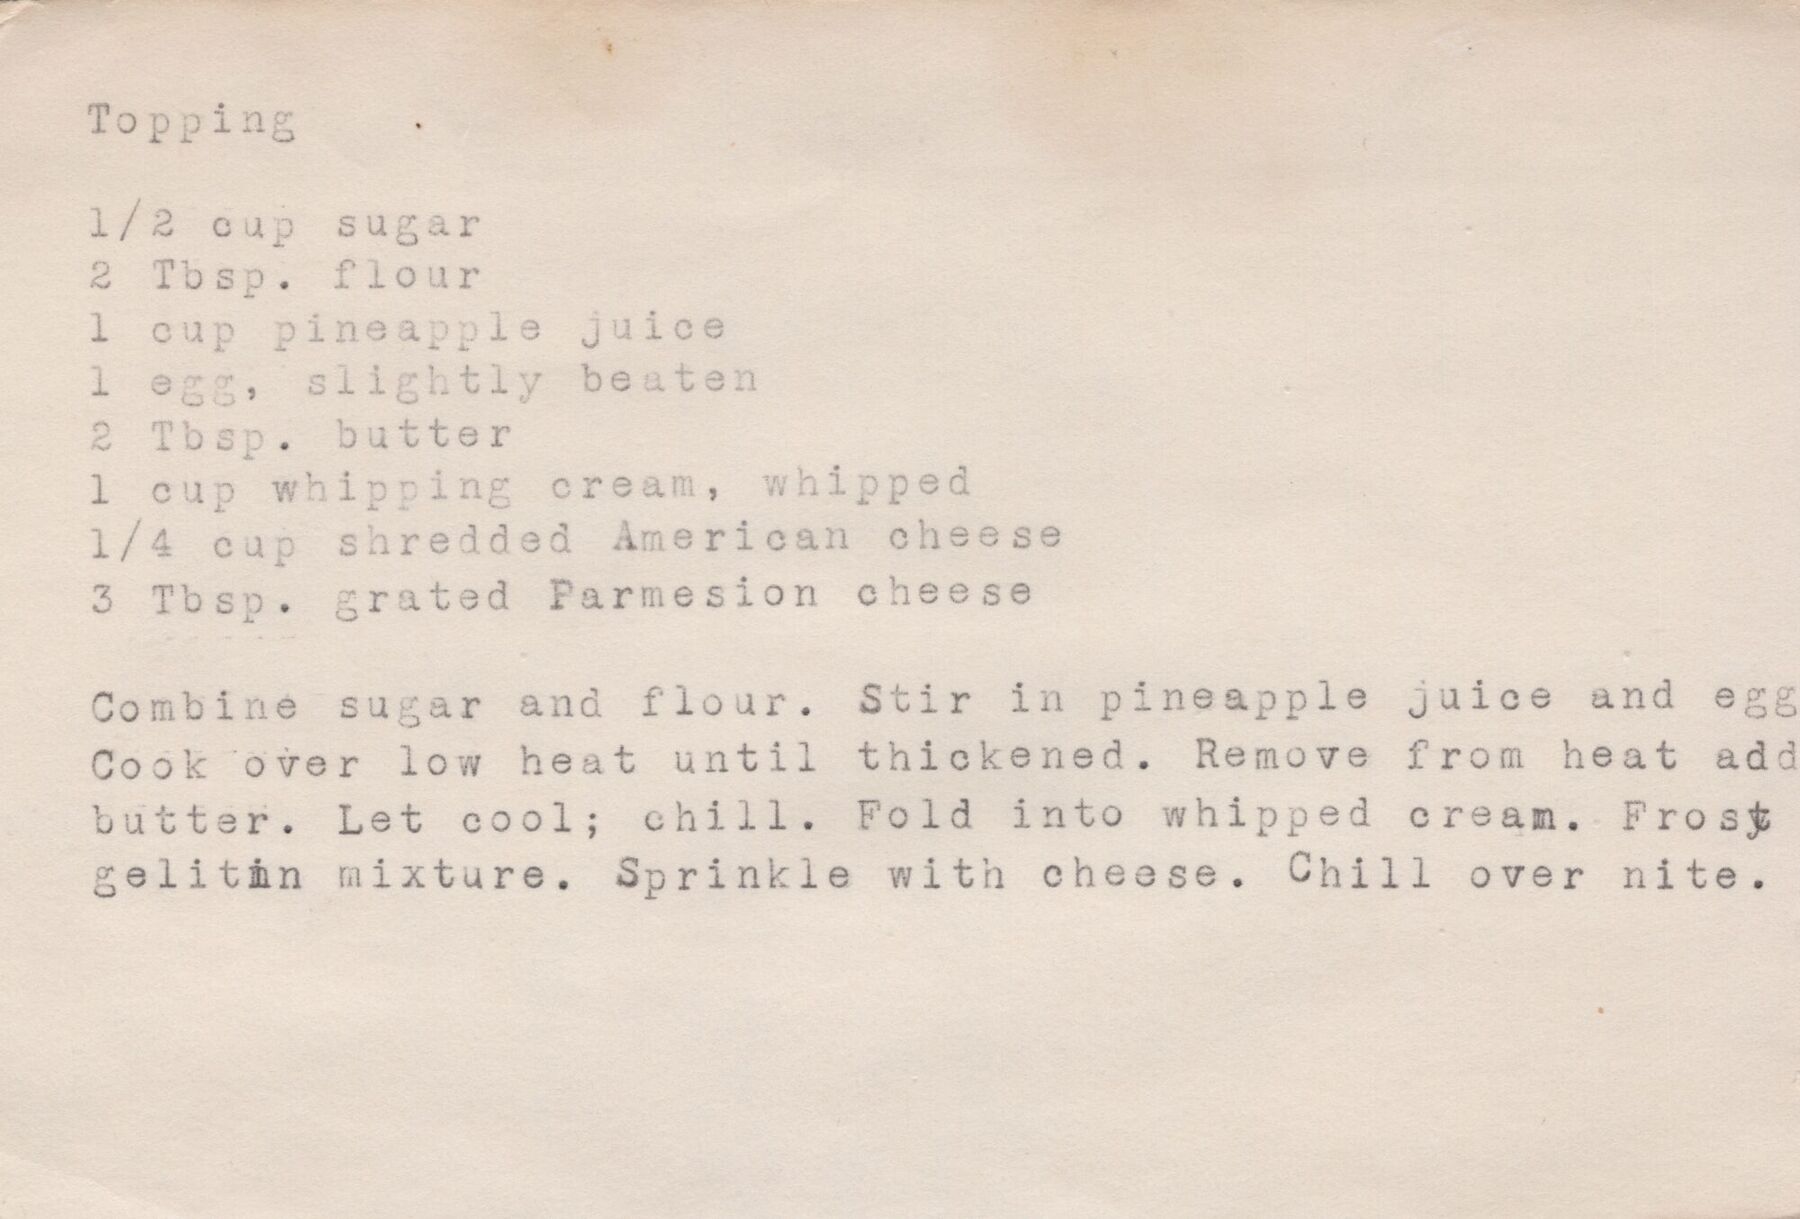 Topping
1/2 cup sugar
2 Tbsp. flour
1 cup pineapple juice
1 egg, slightly beaten
2 Tbsp. butter
1 cup whipping cream, whipped
1/4 cup shredded American cheese
3 Tbsp. grated Parmesion cheese
Combine sugar and flour. Stir in pineapple juice and egg
Cook over low heat until thickened. Remove from heat add
butter. Let cool; chill. Fold into whipped cream. Frost
gelitin mixture. Sprinkle with cheese. Chill over nite.